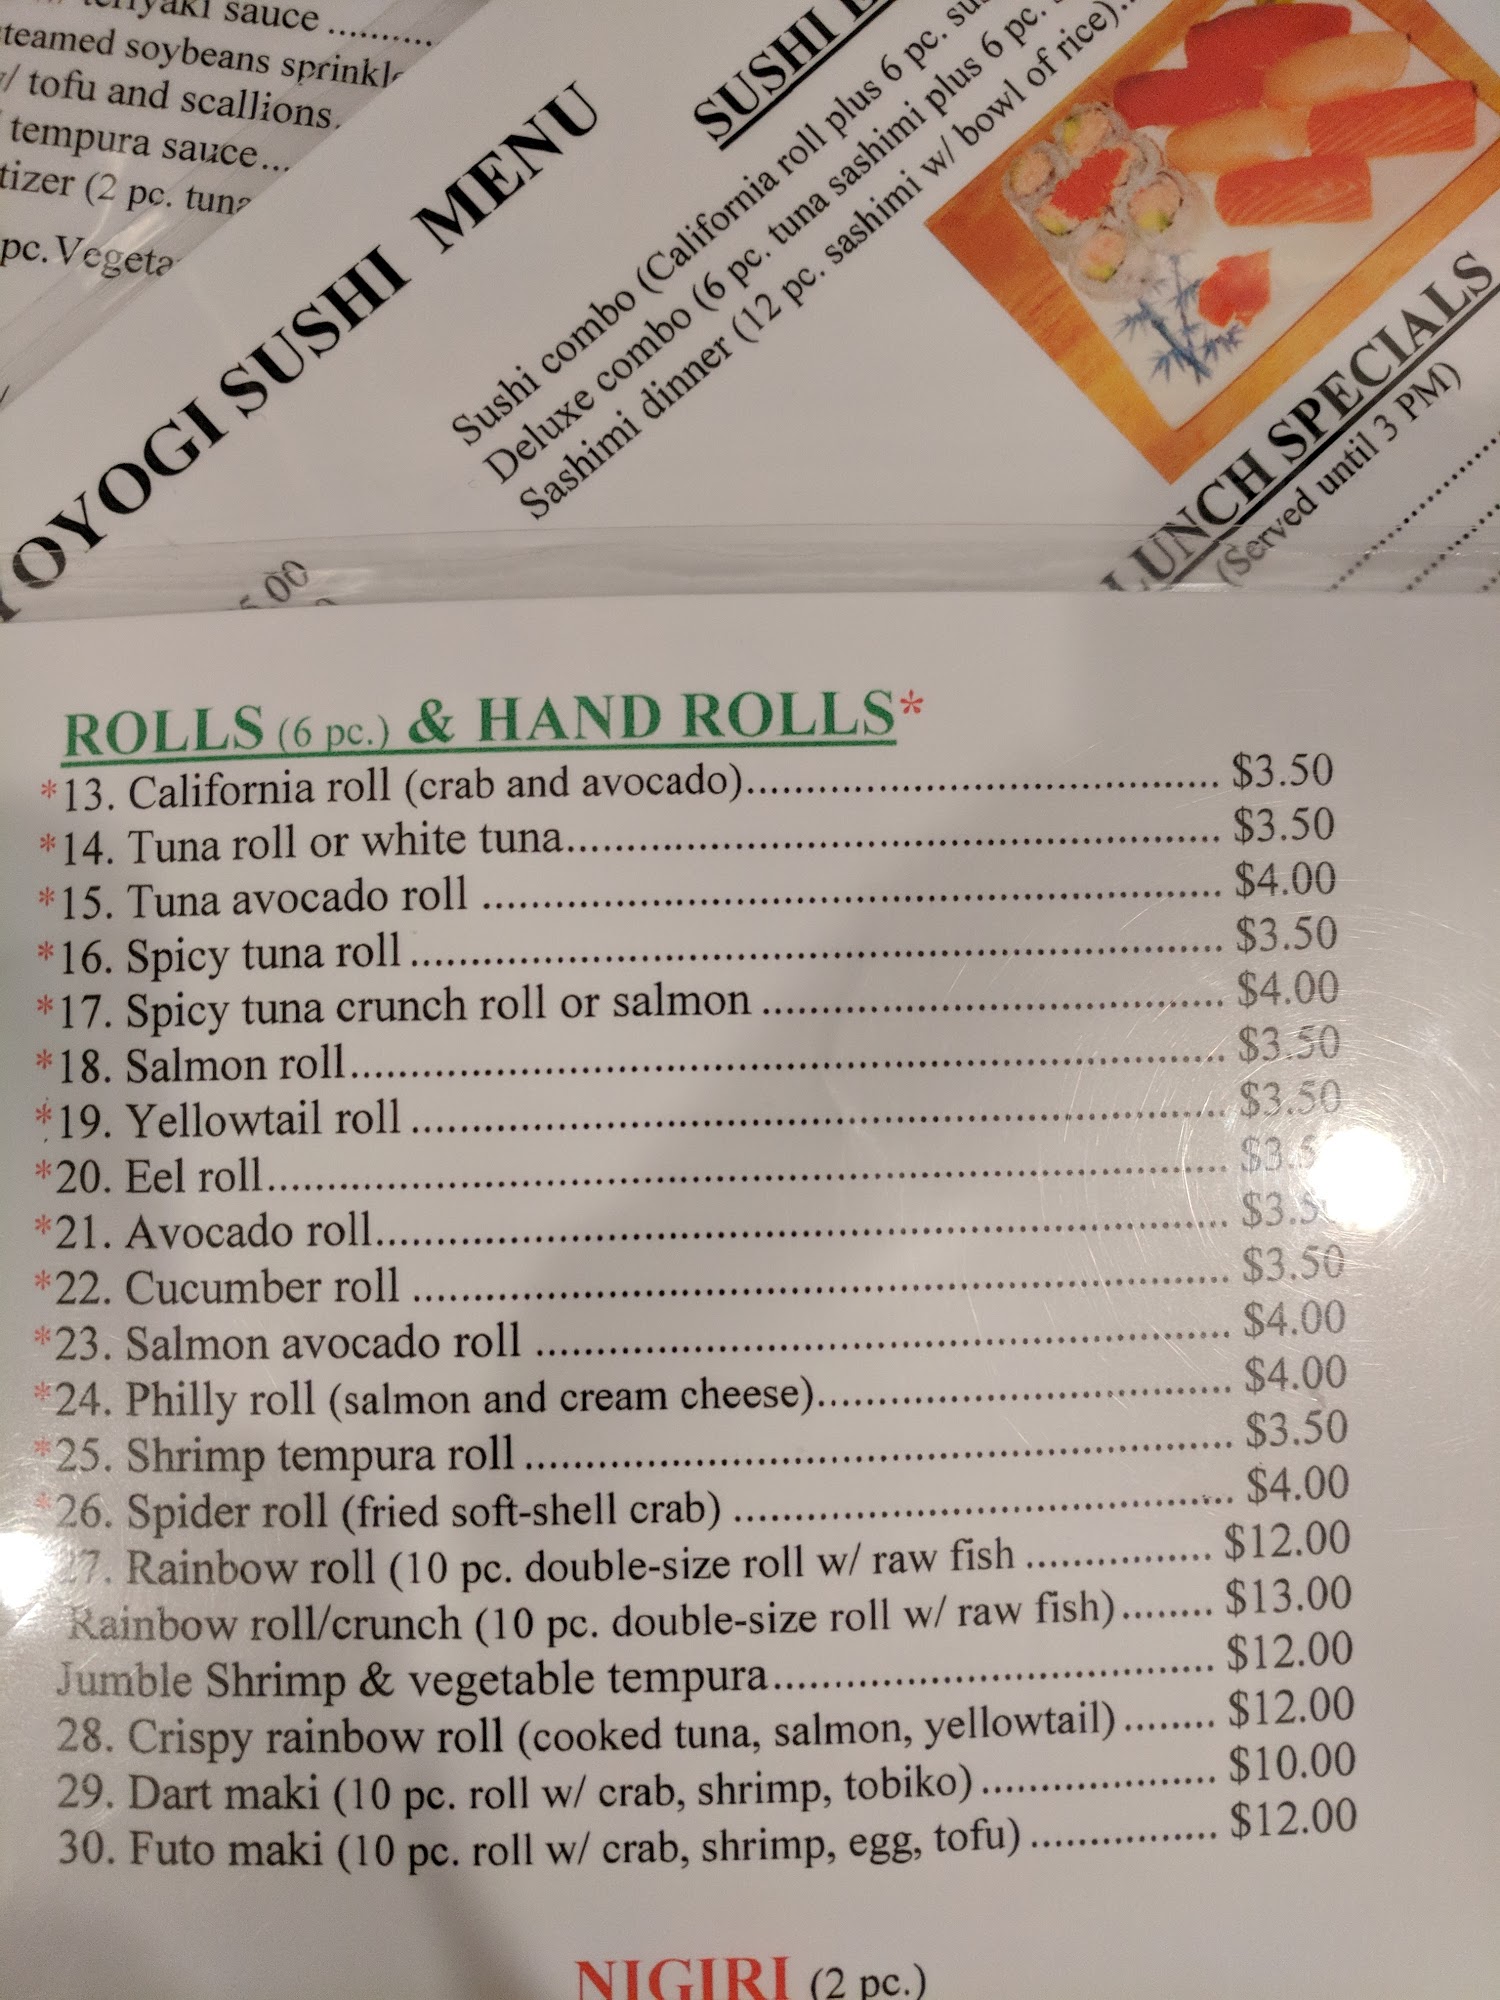 teriyaki sauce ..........
steamed soybeans
w/ tofu and scallions.
tempura sauce...
(2 pc. tuna
pc. Vegeta
YOYOGI SUSHI MENU
SUSHI
Sushi combo (California roll plus 6 pc.
Deluxe combo (6 pc. tuna sashimi plus 6 pc.
Sashimi dinner (12 pc. sashimi w/ bowl of rice)..
LUNCH SPECIALS
(Served until 3 PM)
.00
ROLLS (6 pc.) & HAND ROLLS*
*13. California roll (crab and avocado)....................................... $3.50
*14. Tuna roll or white tuna...................................................... $3.50
*15. Tuna avocado roll ............................................................. $4.00
*16. Spicy tuna roll ................................................................... $3.50
*17. Spicy tuna crunch roll or salmon ...................................... $4.00
*18. Salmon roll........................................................................ $3.50
*19. Yellowtail roll ................................................................... $3.50
*20. Eel roll............................................................................... $3.5
*21. Avocado roll...................................................................... $3.5
*22. Cucumber roll ................................................................... $3.50
*23. Salmon avocado roll ......................................................... $4.00
*24. Philly roll (salmon and cream cheese).................................. $4.00
*25. Shrimp tempura roll .......................................................... $3.50
*26. Spider roll (fried soft-shell crab) ......................................... $4.00
27. Rainbow roll (10 pc. double-size roll w/ raw fish ................ $12.00
Rainbow roll/crunch (10 pc. double-size roll w/ raw fish)........ $13.00
Jumble Shrimp & vegetable tempura..................................... $12.00
28. Crispy rainbow roll (cooked tuna, salmon, yellowtail) ........ $12.00
29. Dart maki (10 pc. roll w/ crab, shrimp, tobiko) .................... $10.00
30. Futo maki (10 pc. roll w/ crab, shrimp, egg, tofu) ................ $12.00
NIGIRI (2 pc.)